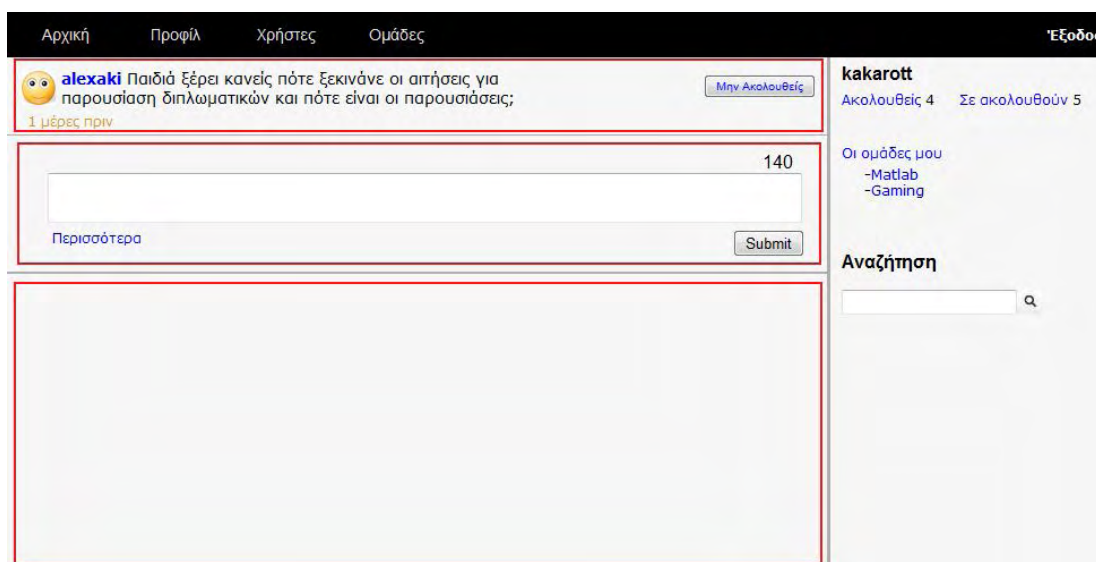 Αρχική Προφίλ Χρήστες Ομάδες Έξοδος
alexaki Παιδιά ξέρει κανείς πότε ξεκινάνε οι αιτήσεις για
παρουσίαση διπλωματικών και πότε είναι οι παρουσιάσεις;
Μην Ακολουθείς
1 μέρες πριν
140
Περισσότερα
Submit
kakarott
Ακολουθείς 4 Σε ακολουθούν 5
Οι ομάδες μου
-Matlab
-Gaming
Αναζήτηση